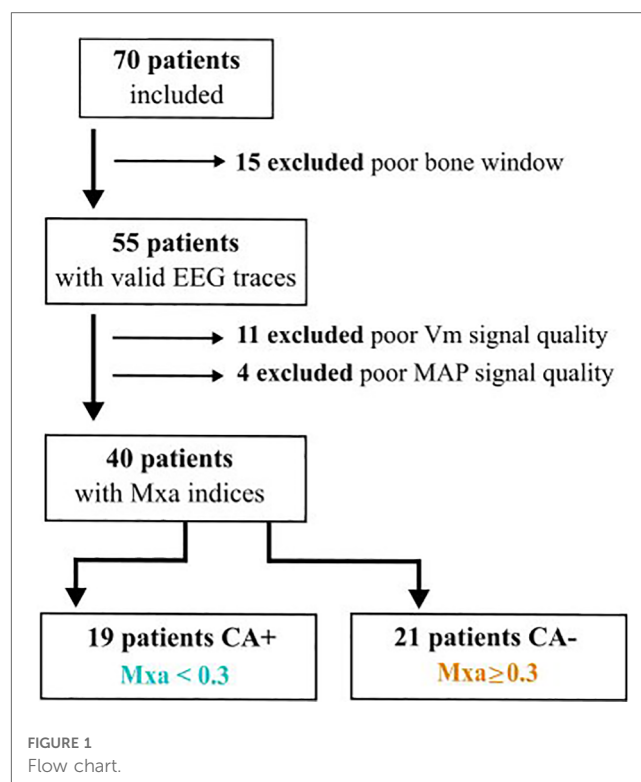 70 patients
included
15 excluded poor bone window
55 patients
with valid EEG traces
11 excluded poor Vm signal quality
4 excluded poor MAP signal quality
40 patients
with Mxa indices
19 patients CA+
Mxa < 0.3
21 patients CA-
Mxa≥0.3
FIGURE 1
Flow chart.